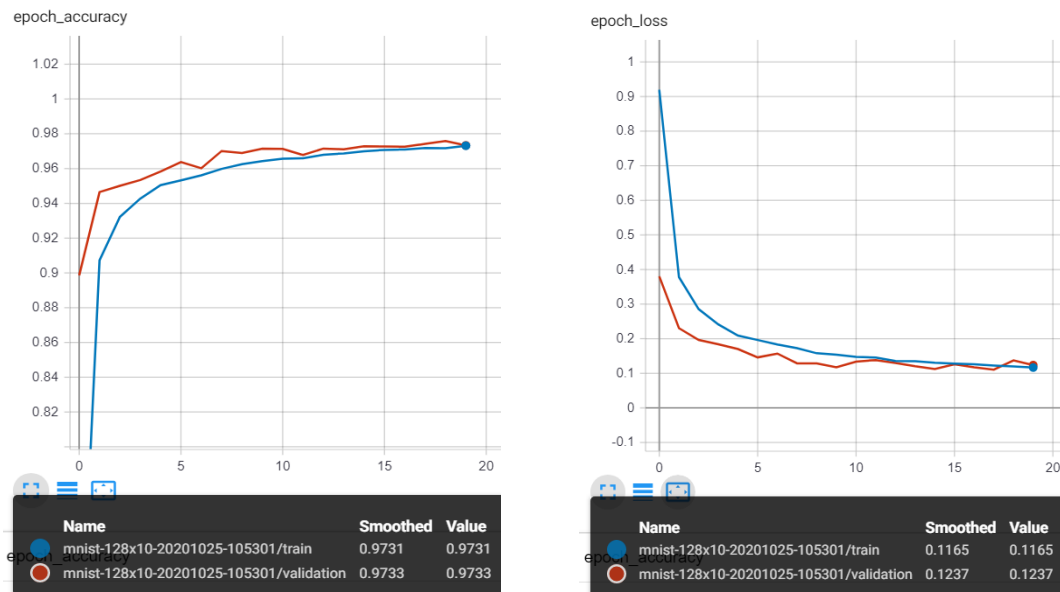 epoch_accuracy
1.02
1
0.98
0.96
0.94
0.92
0.9
0.88
0.86
0.84
0.82
0 5 10 15 20
Name Smoothed Value
epoch_accuracy
mnist-128x10-20201025-105301/train 0.9731 0.9731
mnist-128x10-20201025-105301/validation 0.9733 0.9733
epoch_loss
1
0.9
0.8
0.7
0.6
0.5
0.4
0.3
0.2
0.1
0
-0.1
0 5 10 15 20
Name Smoothed Value
mnist-128x10-20201025-105301/train 0.1165 0.1165
epoch_accuracy
mnist-128x10-20201025-105301/validation 0.1237 0.1237